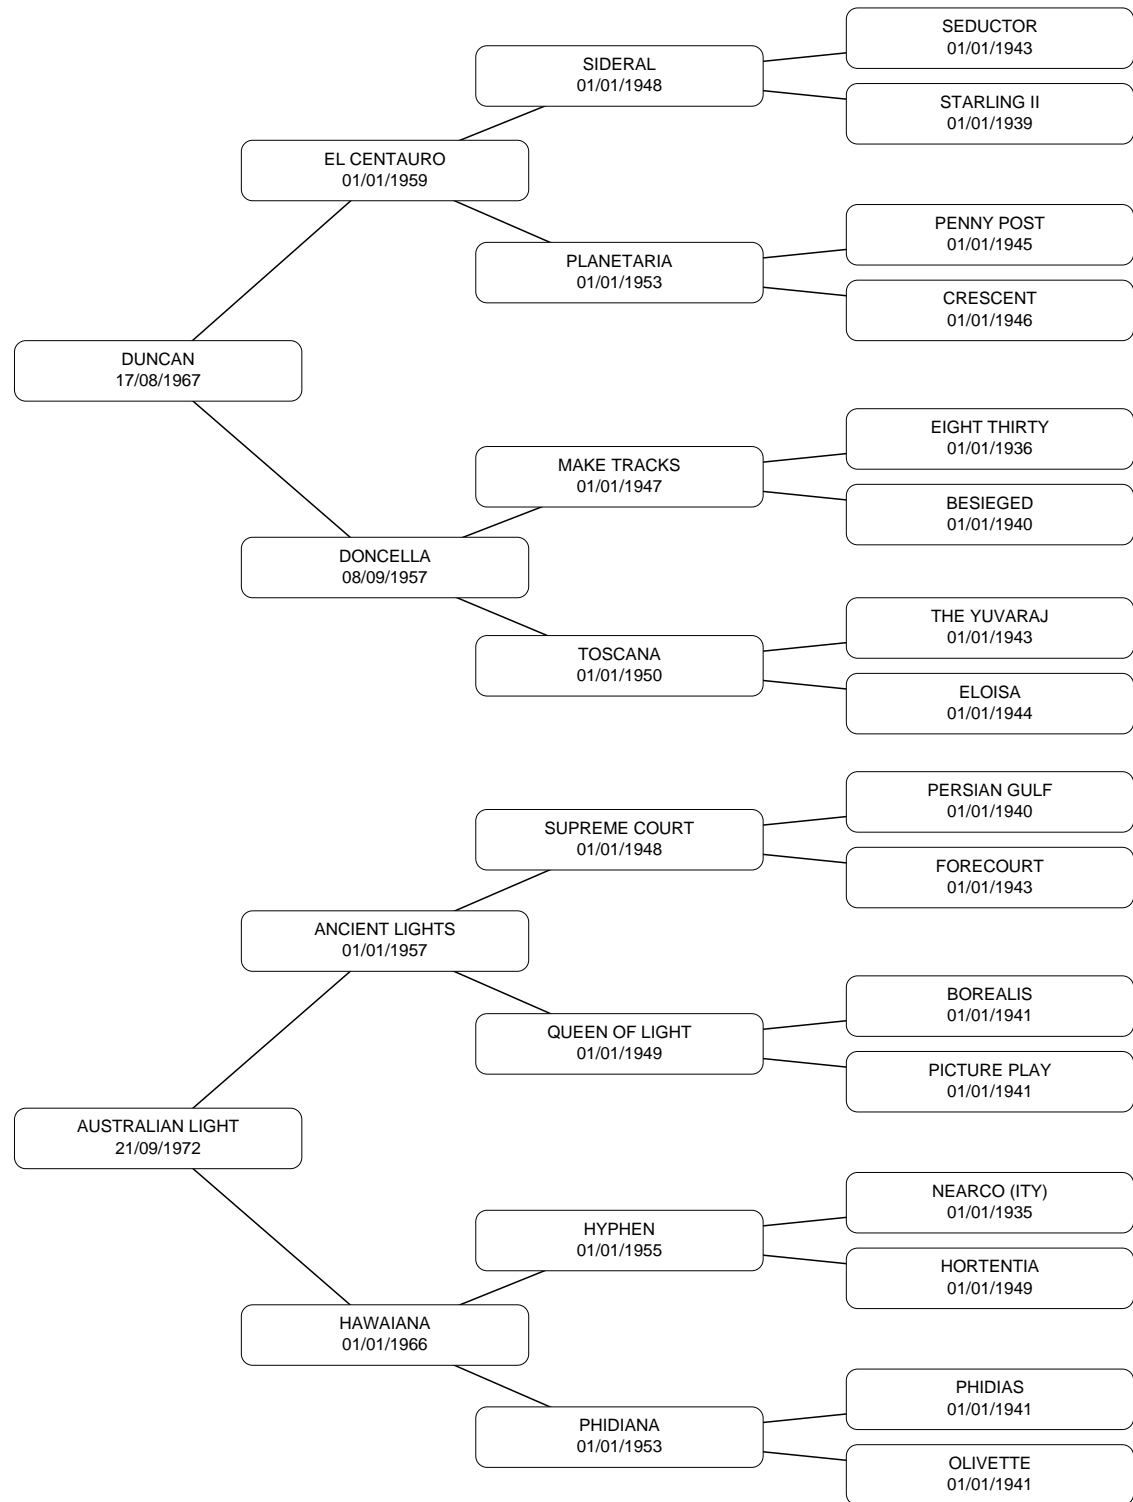 SEDUCTOR
01/01/1943
SIDERAL
01/01/1948
STARLING II
01/01/1939
EL CENTAURO
01/01/1959
PENNY POST
01/01/1945
PLANETARIA
01/01/1953
CRESCENT
01/01/1946
DUNCAN
17/08/1967
EIGHT THIRTY
01/01/1936
MAKE TRACKS
01/01/1947
BESIEGED
01/01/1940
DONCELLA
08/09/1957
THE YUVARAJ
01/01/1943
TOSCANA
01/01/1950
ELOISA
01/01/1944
PERSIAN GULF
01/01/1940
SUPREME COURT
01/01/1948
FORECOURT
01/01/1943
ANCIENT LIGHTS
01/01/1957
BOREALIS
01/01/1941
QUEEN OF LIGHT
01/01/1949
PICTURE PLAY
01/01/1941
AUSTRALIAN LIGHT
21/09/1972
NEARCO (ITY)
01/01/1935
HYPHEN
01/01/1955
HORTENTIA
01/01/1949
HAWAIANA
01/01/1966
PHIDIAS
01/01/1941
PHIDIANA
01/01/1953
OLIVETTE
01/01/1941